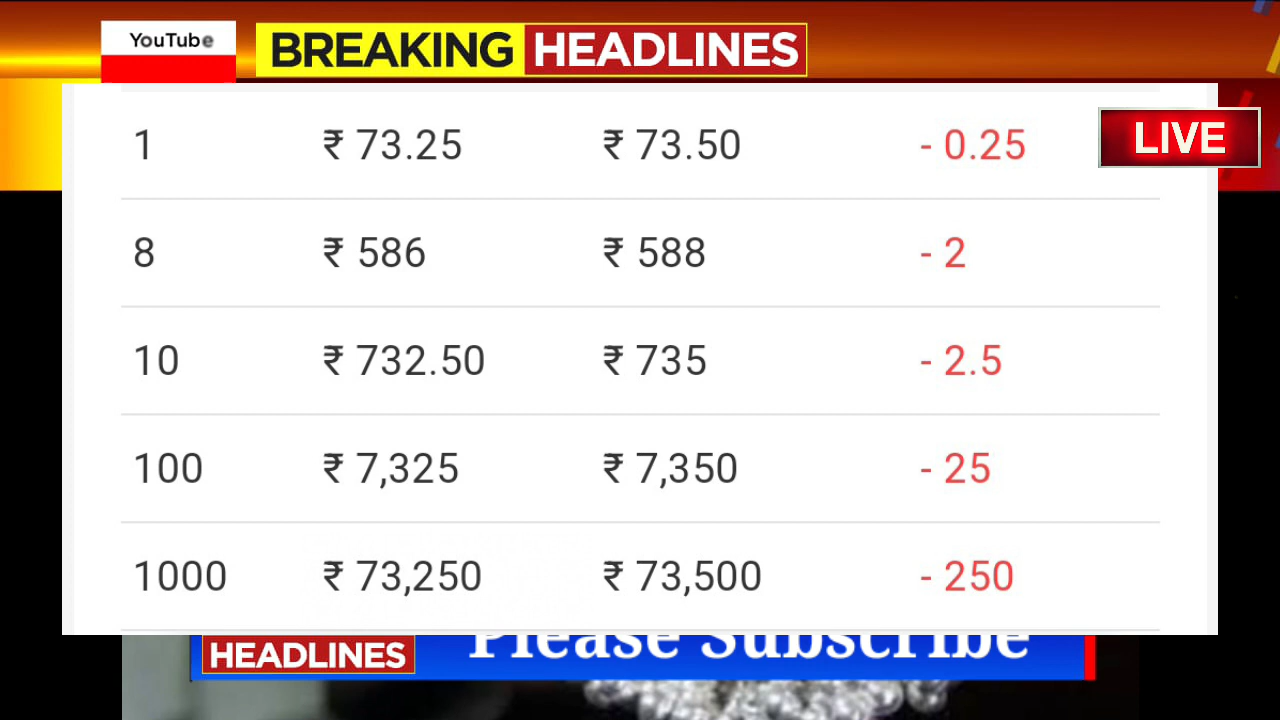 YouTube
BREAKING HEADLINES
LIVE
1 ₹ 73.25 ₹ 73.50 - 0.25
8 ₹ 586 ₹ 588 - 2
10 ₹ 732.50 ₹ 735 - 2.5
100 ₹ 7,325 ₹ 7,350 - 25
1000 ₹ 73,250 ₹ 73,500 - 250
HEADLINES Please Subscribe